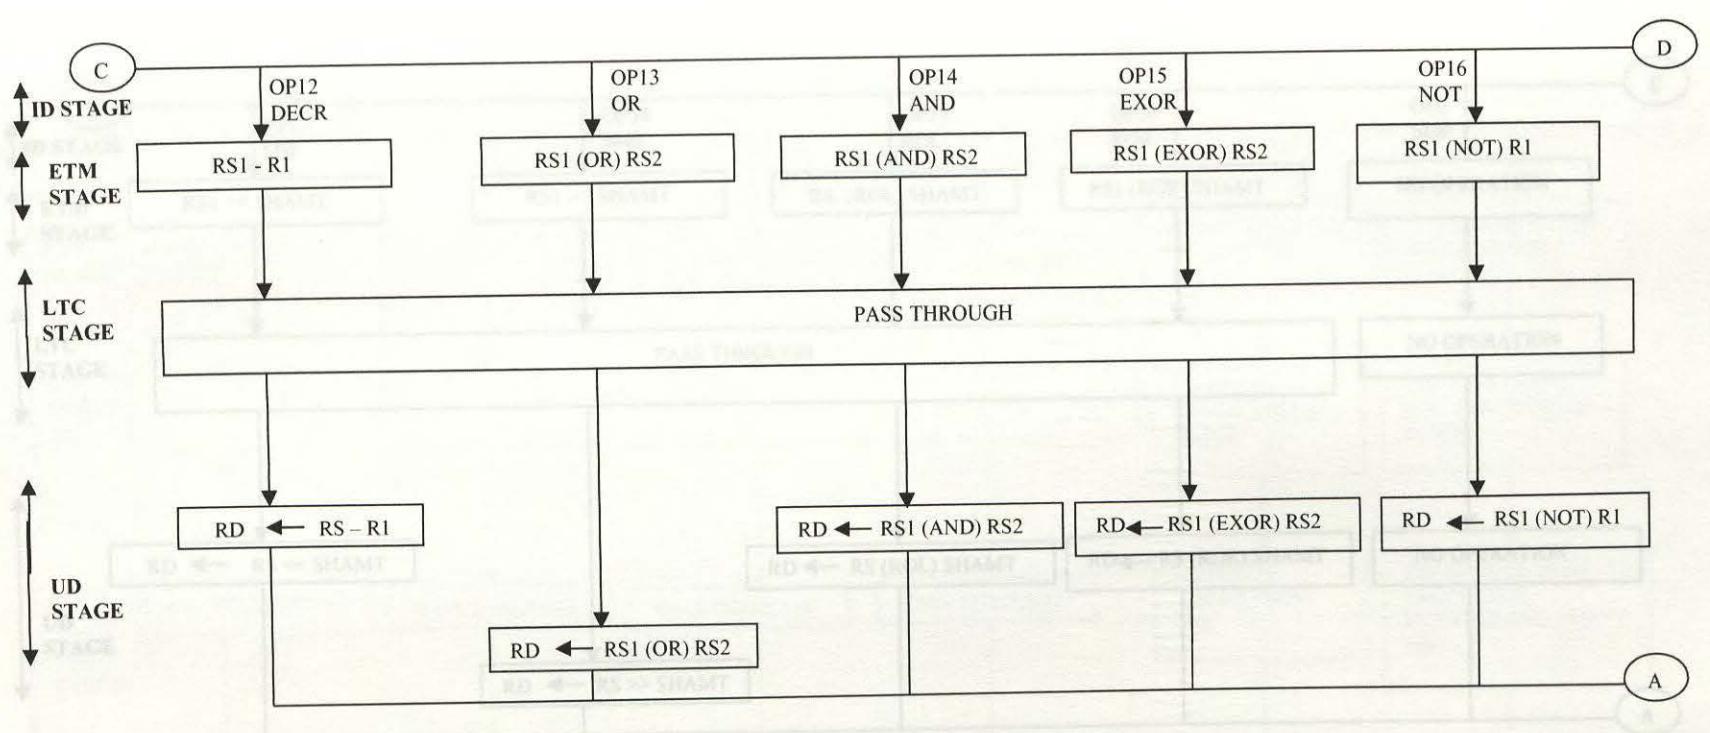 C
D
OP12
DECR
OP13
OR
OP14
AND
OP15
EXOR
OP16
NOT
ID STAGE
ETM
STAGE
RS1 - R1
RS1 (OR) RS2
RS1 (AND) RS2
RS1 (EXOR) RS2
RS1 (NOT) R1
LTC
STAGE
PASS THROUGH
UD
STAGE
RD ← RS – R1
RD ← RS1 (OR) RS2
RD ← RS1 (AND) RS2
RD ← RS1 (EXOR) RS2
RD ← RS1 (NOT) R1
A